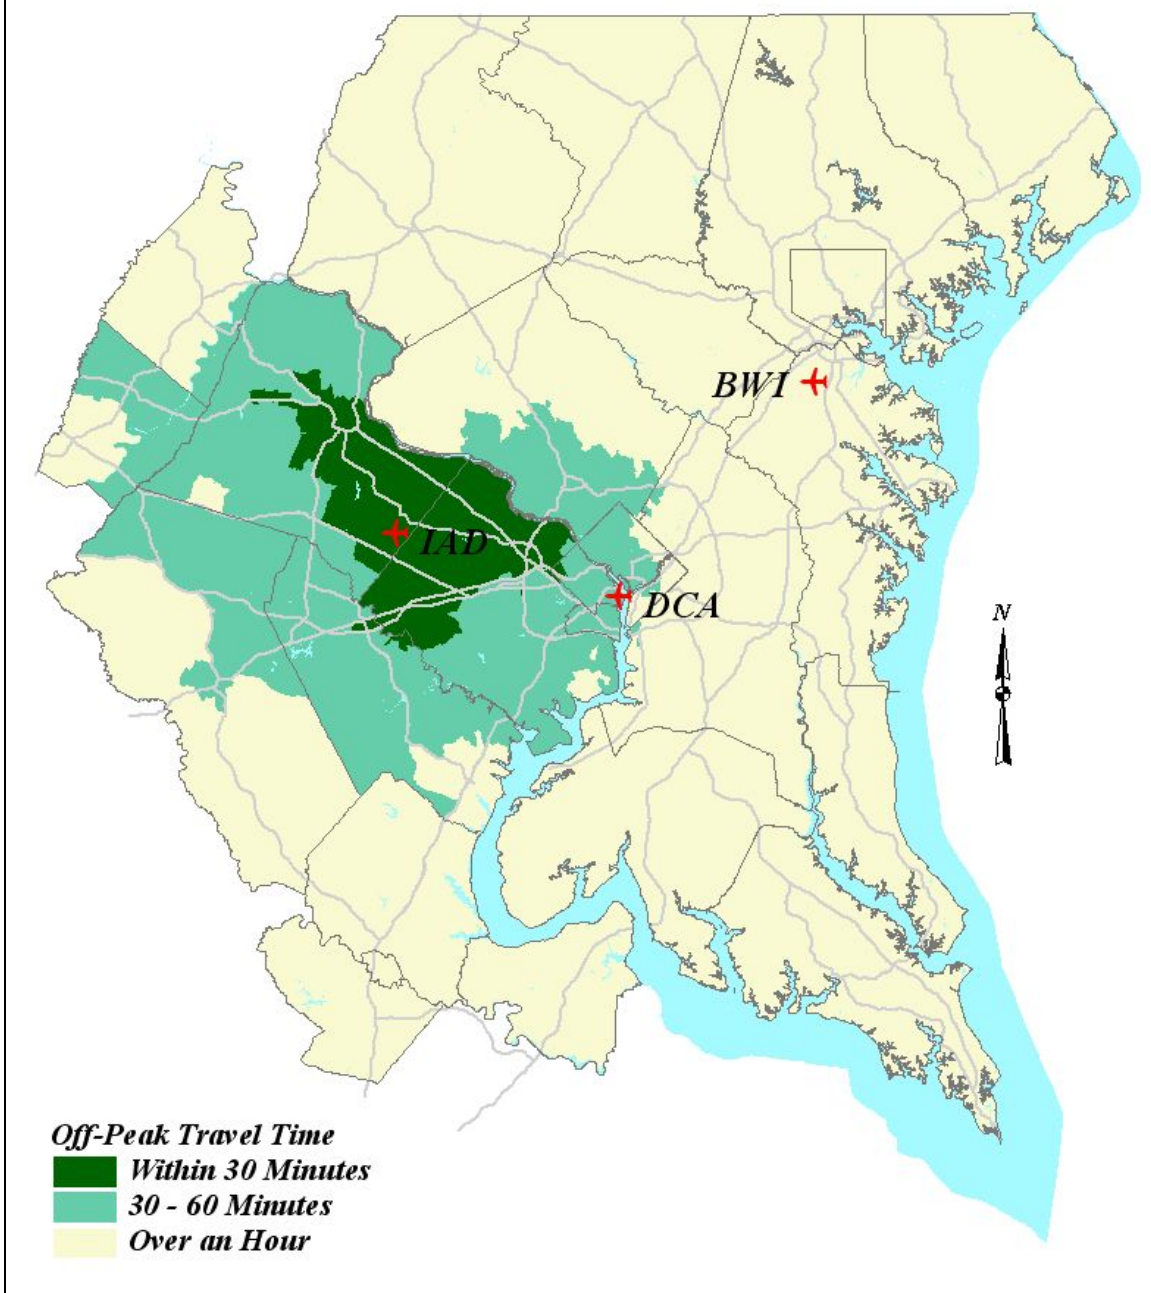 BWI
IAD
DCA
N
Off-Peak Travel Time
Within 30 Minutes
30 - 60 Minutes
Over an Hour